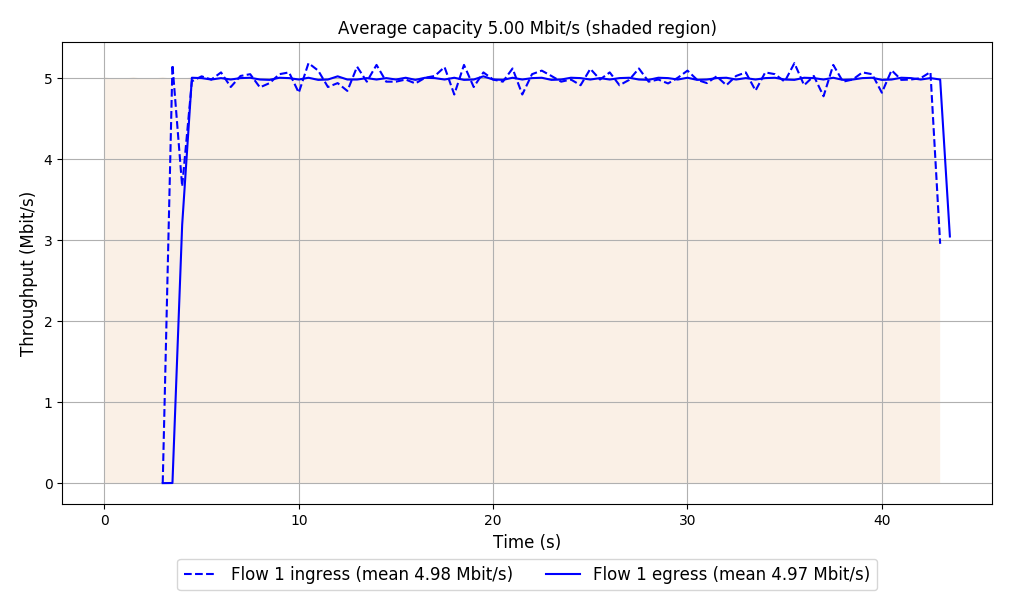 Average capacity 5.00 Mbit/s (shaded region)
Throughput (Mbit/s)
5
4
3
2
1
0
0 10 20 30 40
Time (s)
Flow 1 ingress (mean 4.98 Mbit/s) Flow 1 egress (mean 4.97 Mbit/s)